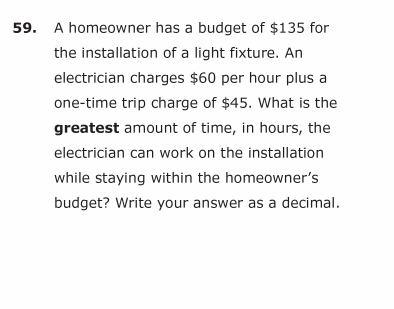 59. A homeowner has a budget of $135 for
the installation of a light fixture. An
electrician charges $60 per hour plus a
one-time trip charge of $45. What is the
greatest amount of time, in hours, the
electrician can work on the installation
while staying within the homeowner's
budget? Write your answer as a decimal.